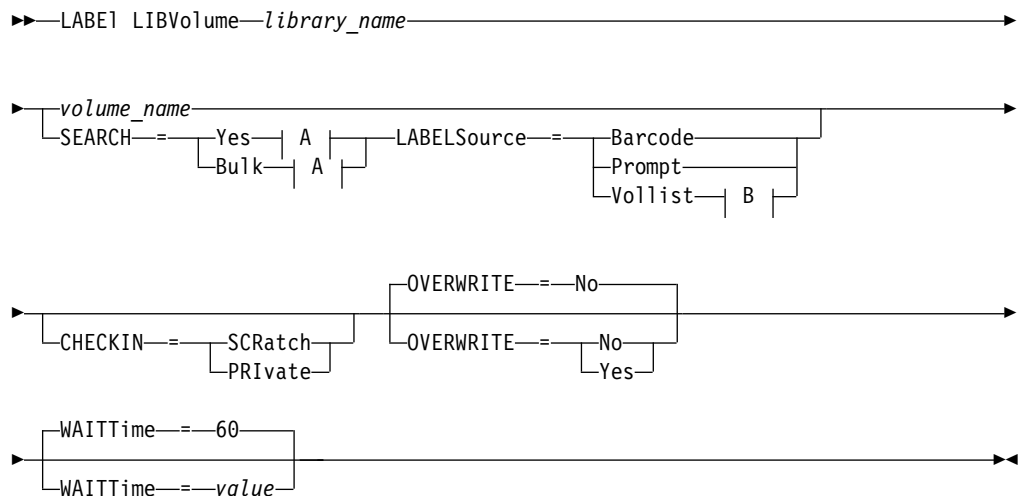 LABEl LIBVolume library_name
volume_name
SEARCH = Yes A LABELSource = Barcode
Bulk A Prompt
Vollist B
OVERWRITE = No
CHECKIN = SCRatch OVERWRITE = No
PRIvate Yes
WAITTime = 60
WAITTime = value